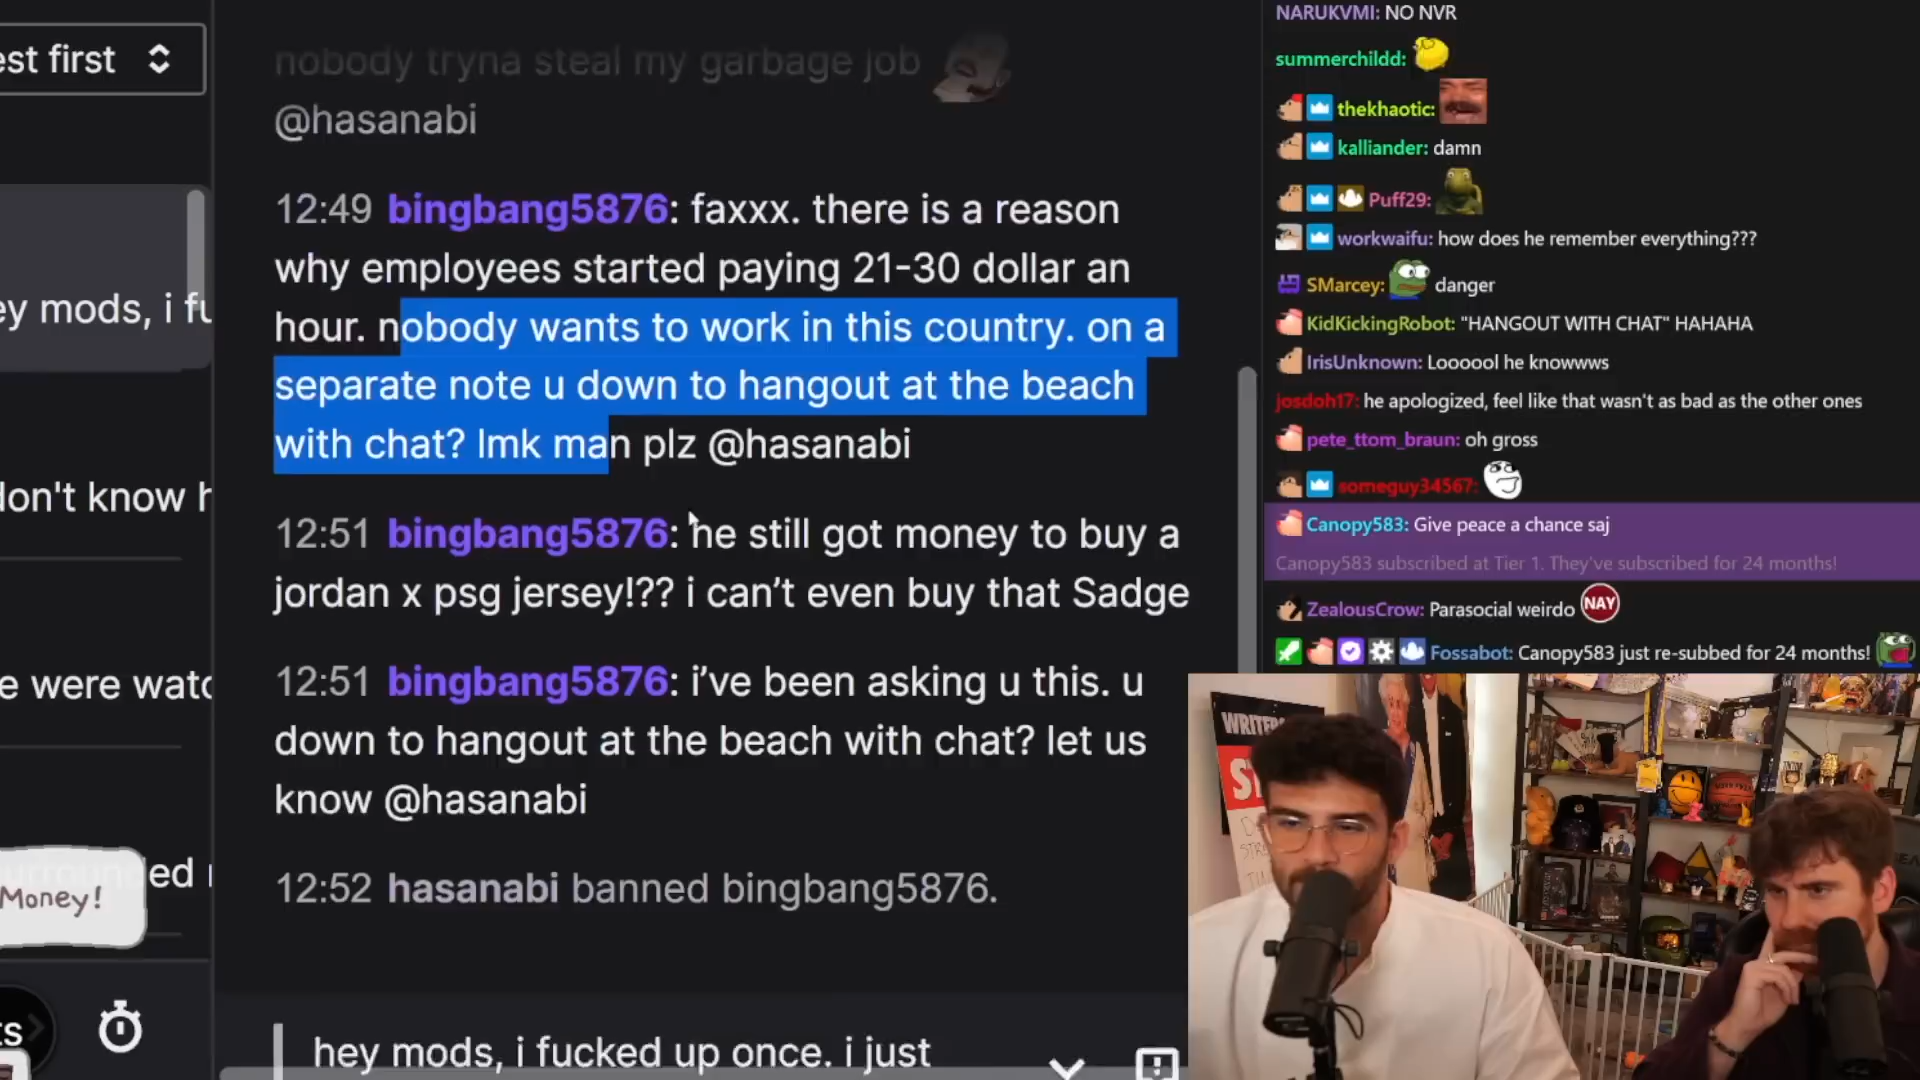 est first
nobody tryna steal my garbage job
@hasanabi
12:49 bingbang5876: faxxx. there is a reason
why employees started paying 21-30 dollar an
hour. nobody wants to work in this country. on a
separate note u down to hangout at the beach
with chat? lmk man plz @hasanabi
12:51 bingbang5876: he still got money to buy a
jordan x psg jersey!?? i can't even buy that Sadge
12:51 bingbang5876: i've been asking u this. u
down to hangout at the beach with chat? let us
know @hasanabi
12:52 hasanabi banned bingbang5876.
hey mods, i fucked up once. i just
ey mods, i fu
don't know h
e were watc
ed
Money!
ts
NARUKVMI: NO NVR
summerchildd:
thekhaotic:
kalliander: damn
Puff29:
workwaifu: how does he remember everything???
SMarcey: danger
KidKickingRobot: "HANGOUT WITH CHAT" HAHAHA
IrisUnknown: Loooool he knowwws
josdoh17: he apologized, feel like that wasn't as bad as the other ones
pete_ttom_braun: oh gross
someguy34567:
Canopy583: Give peace a chance saj
Canopy583 subscribed at Tier 1. They've subscribed for 24 months!
ZealousCrow: Parasocial weirdo NAY
Fossabot: Canopy583 just re-subbed for 24 months!
WRITERS